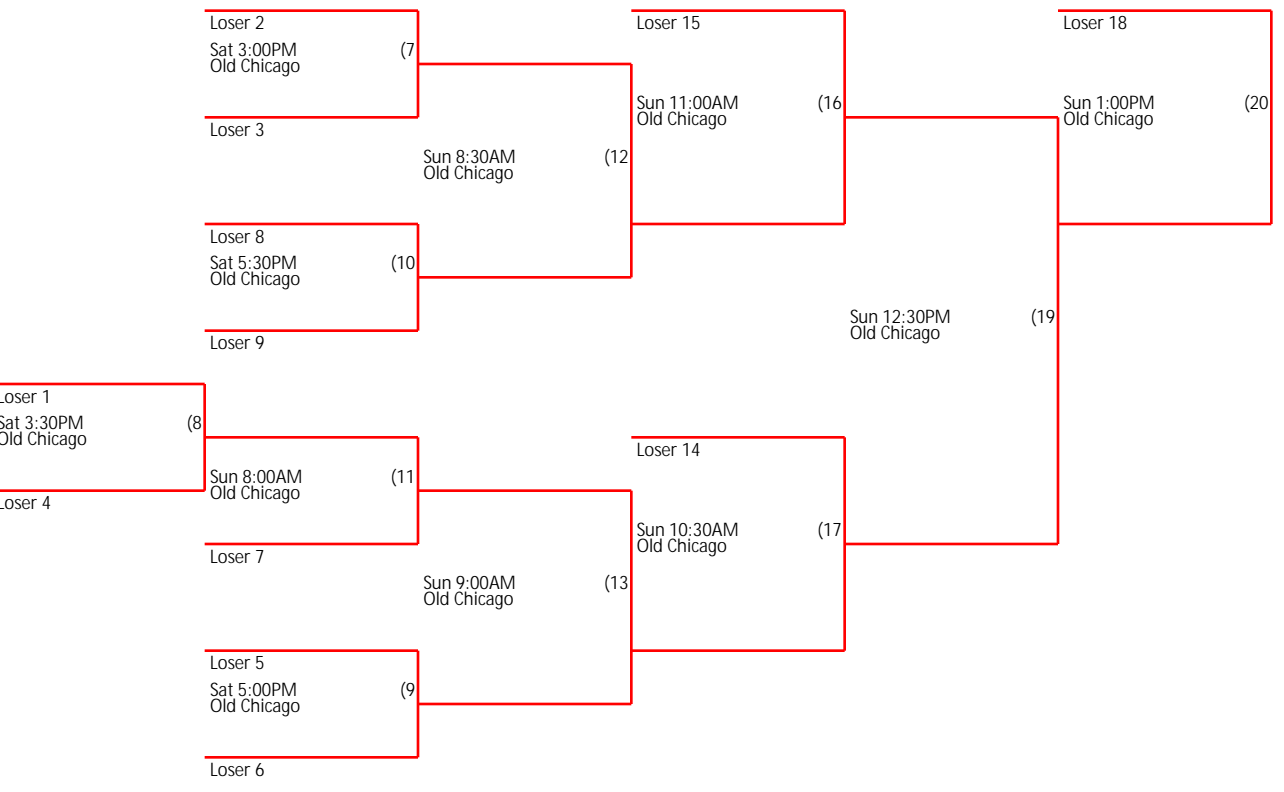 Loser 2
Sat 3:00PM (7
Old Chicago
Loser 3
Sun 8:30AM (12
Old Chicago
Loser 8
Sat 5:30PM (10
Old Chicago
Loser 9
Loser 15
Sun 11:00AM (16
Old Chicago
Loser 18
Sun 1:00PM (20
Old Chicago
Sun 12:30PM (19
Old Chicago
Loser 1
Sat 3:30PM (8
Old Chicago
Loser 4
Sun 8:00AM (11
Old Chicago
Loser 7
Sun 9:00AM (13
Old Chicago
Loser 5
Sat 5:00PM (9
Old Chicago
Loser 6
Loser 14
Sun 10:30AM (17
Old Chicago